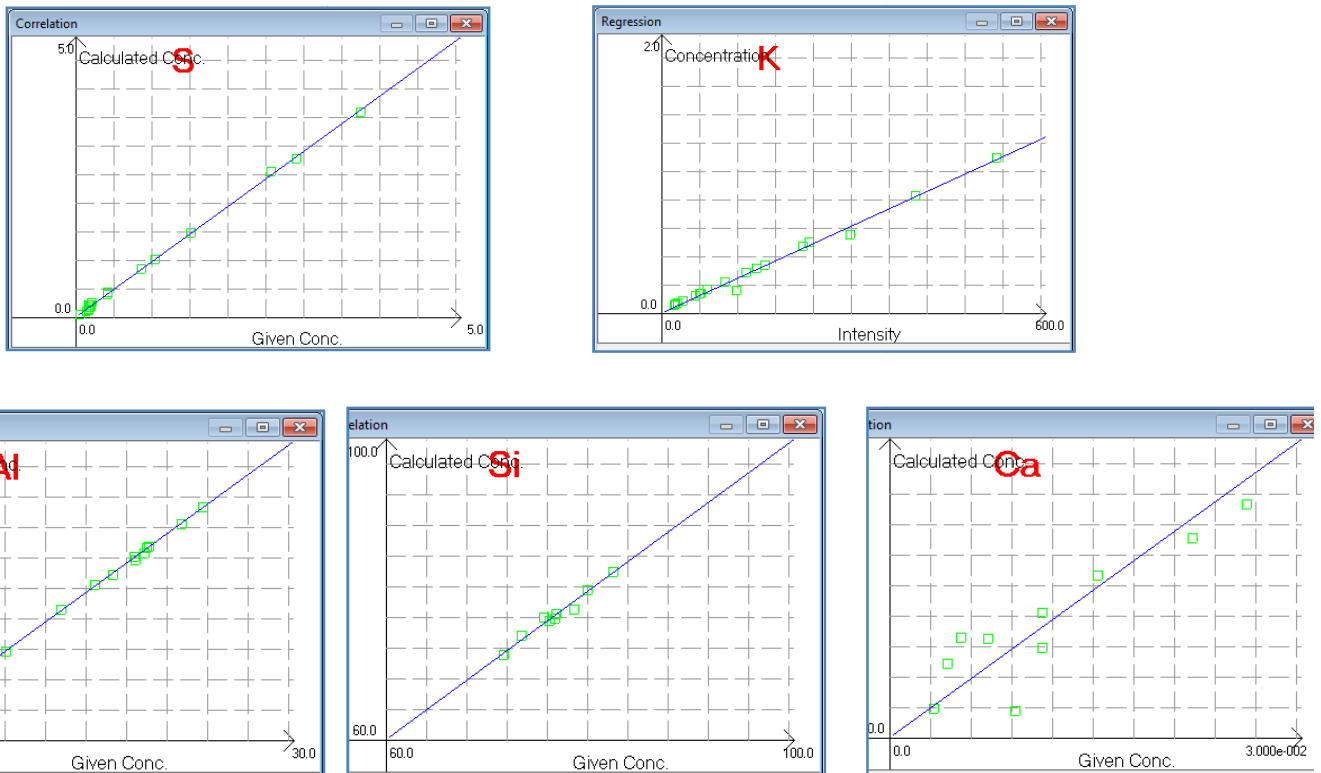 Correlation
5.0
Calculated Conc.
S
0.0
0.0
5.0
Given Conc.
Regression
2.0
Concentration
K
0.0
0.0
600.0
Intensity
Al
30.0
Given Conc.
elation
100.0
Calculated Conc.
Si
60.0
60.0
100.0
Given Conc.
tion
Calculated Conc.
Ca
0.0
0.0
3.000e-002
Given Conc.